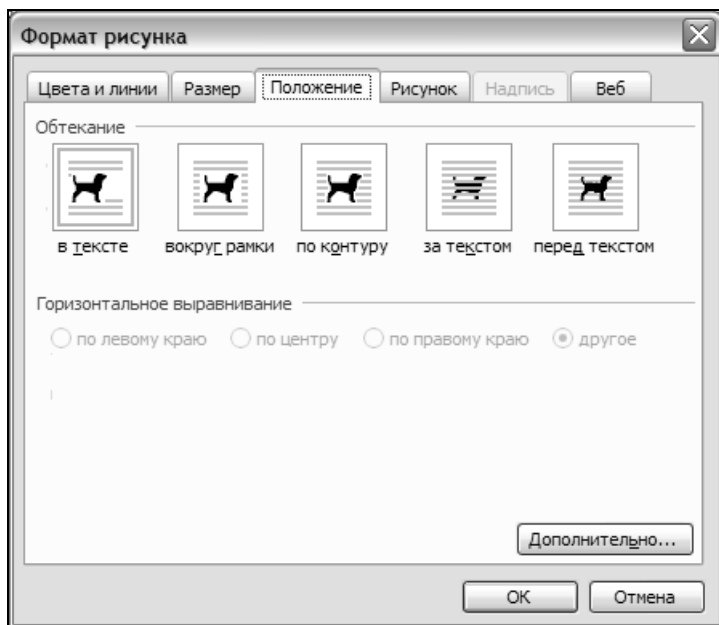 Формат рисунка
Цвета и линии Размер Положение Рисунок Надпись Веб
Обтекание
в тексте вокруг рамки по контуру за текстом перед текстом
Горизонтальное выравнивание
по левому краю по центру по правому краю другое
Дополнительно...
ОК Отмена